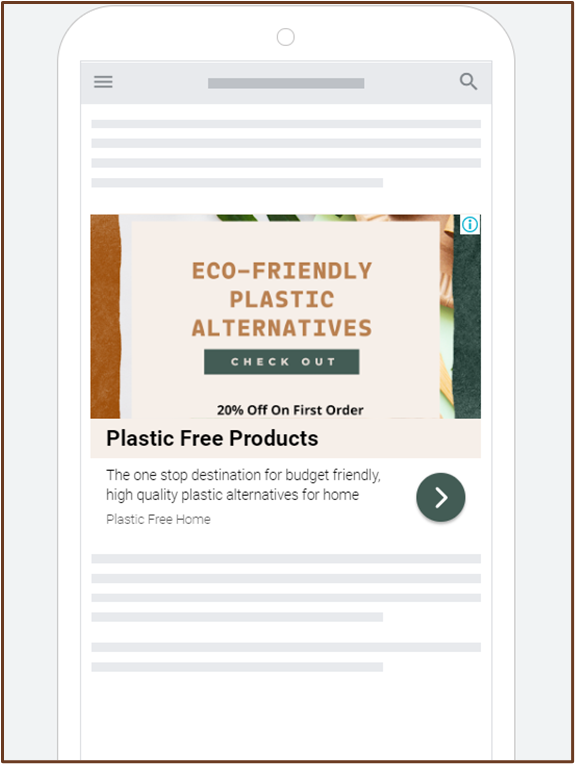 ECO-FRIENDLY
PLASTIC
ALTERNATIVES
CHECK OUT
20% Off On First Order
Plastic Free Products
The one stop destination for budget friendly,
high quality plastic alternatives for home
Plastic Free Home